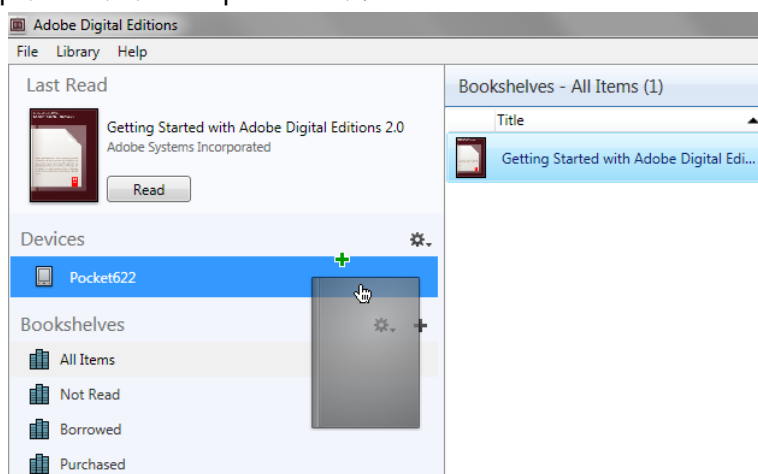 Adobe Digital Editions
File Library Help
Last Read
Getting Started with Adobe Digital Editions 2.0
Adobe Systems Incorporated
Read
Devices
Pocket622
Bookshelves
All Items
Not Read
Borrowed
Purchased
Bookshelves - All Items (1)
Title
Getting Started with Adobe Digital Edi...